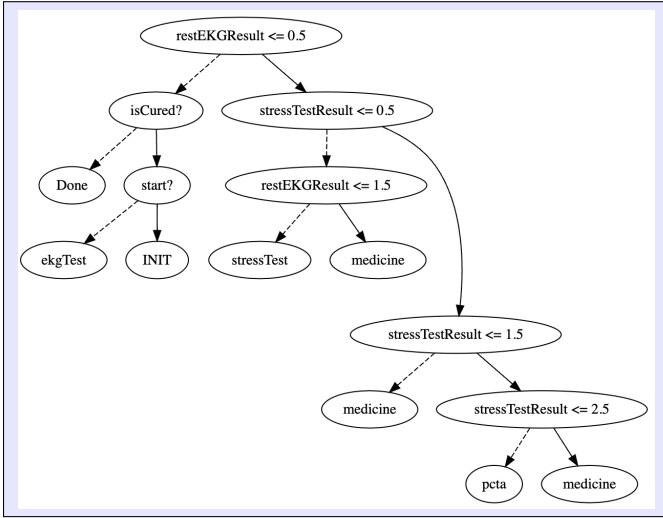 restEKGResult <= 0.5
isCured?
stressTestResult <= 0.5
Done
start?
restEKGResult <= 1.5
ekgTest
INIT
stressTest
medicine
stressTestResult <= 1.5
medicine
stressTestResult <= 2.5
pcta
medicine